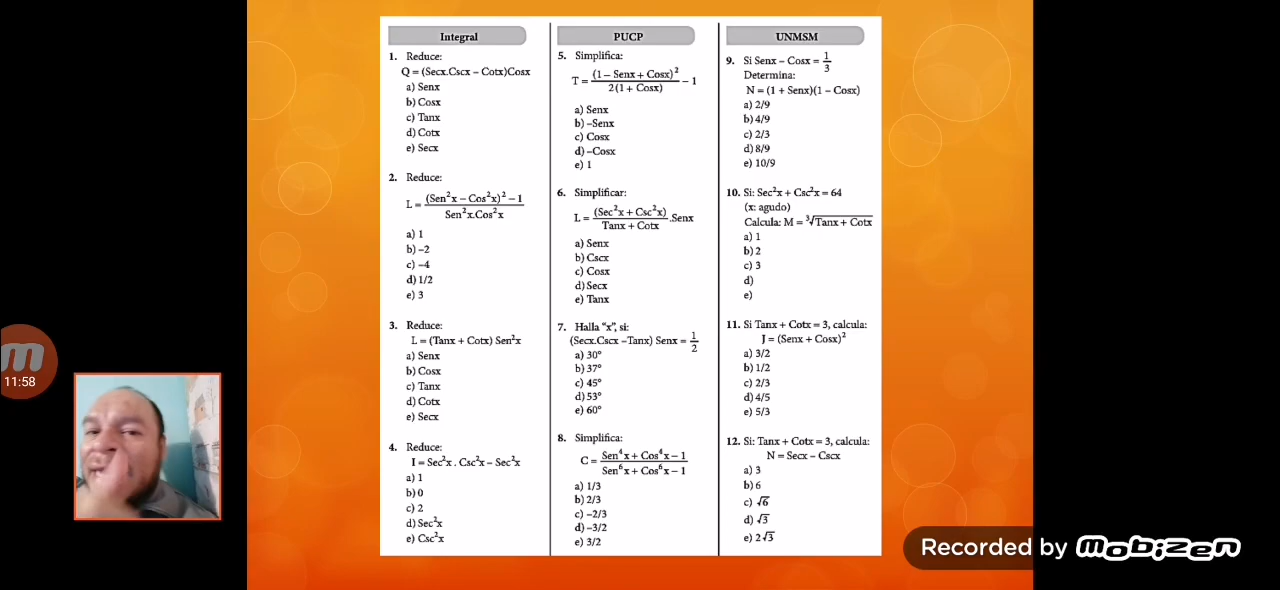 Integral
1. Reduce:
Q = (Secx.Cscx − Cotx)Cosx
a) Senx
b) Cosx
c) Tanx
d) Cotx
e) Secx
2. Reduce:
L = (Sen²x − Cos²x)² − 1 / Sen²x.Cos²x
a) 1
b) −2
c) −4
d) 1/2
e) 3
3. Reduce:
L = (Tanx + Cotx) Sen²x
a) Senx
b) Cosx
c) Tanx
d) Cotx
e) Secx
4. Reduce:
I = Sec²x . Csc²x − Sec²x
a) 1
b) 0
c) 2
d) Sec²x
e) Csc²x
PUCP
5. Simplifica:
T = (1 − Senx + Cosx)² / 2(1 + Cosx) − 1
a) Senx
b) −Senx
c) Cosx
d) −Cosx
e) 1
6. Simplificar:
L = (Sec²x + Csc²x) / Tanx + Cotx .Senx
a) Senx
b) Cscx
c) Cosx
d) Secx
e) Tanx
7. Halla "x", si:
(Secx.Cscx −Tanx) Senx = 1/2
a) 30°
b) 37°
c) 45°
d) 53°
e) 60°
8. Simplifica:
C = Sen⁴x + Cos⁴x − 1 / Sen⁶x + Cos⁶x − 1
a) 1/3
b) 2/3
c) −2/3
d) −3/2
e) 3/2
UNMSM
9. Si Senx − Cosx = 1/3
Determina:
N = (1 + Senx)(1 − Cosx)
a) 2/9
b) 4/9
c) 2/3
d) 8/9
e) 10/9
10. Si: Sec²x + Csc²x = 64
(x: agudo)
Calcula: M = ³√Tanx + Cotx
a) 1
b) 2
c) 3
d)
e)
11. Si Tanx + Cotx = 3, calcula:
J = (Senx + Cosx)²
a) 3/2
b) 1/2
c) 2/3
d) 4/5
e) 5/3
12. Si: Tanx + Cotx = 3, calcula:
N = Secx − Cscx
a) 3
b) 6
c) √6
d) √3
e) 2√3
m
11:58
Recorded by mobizen